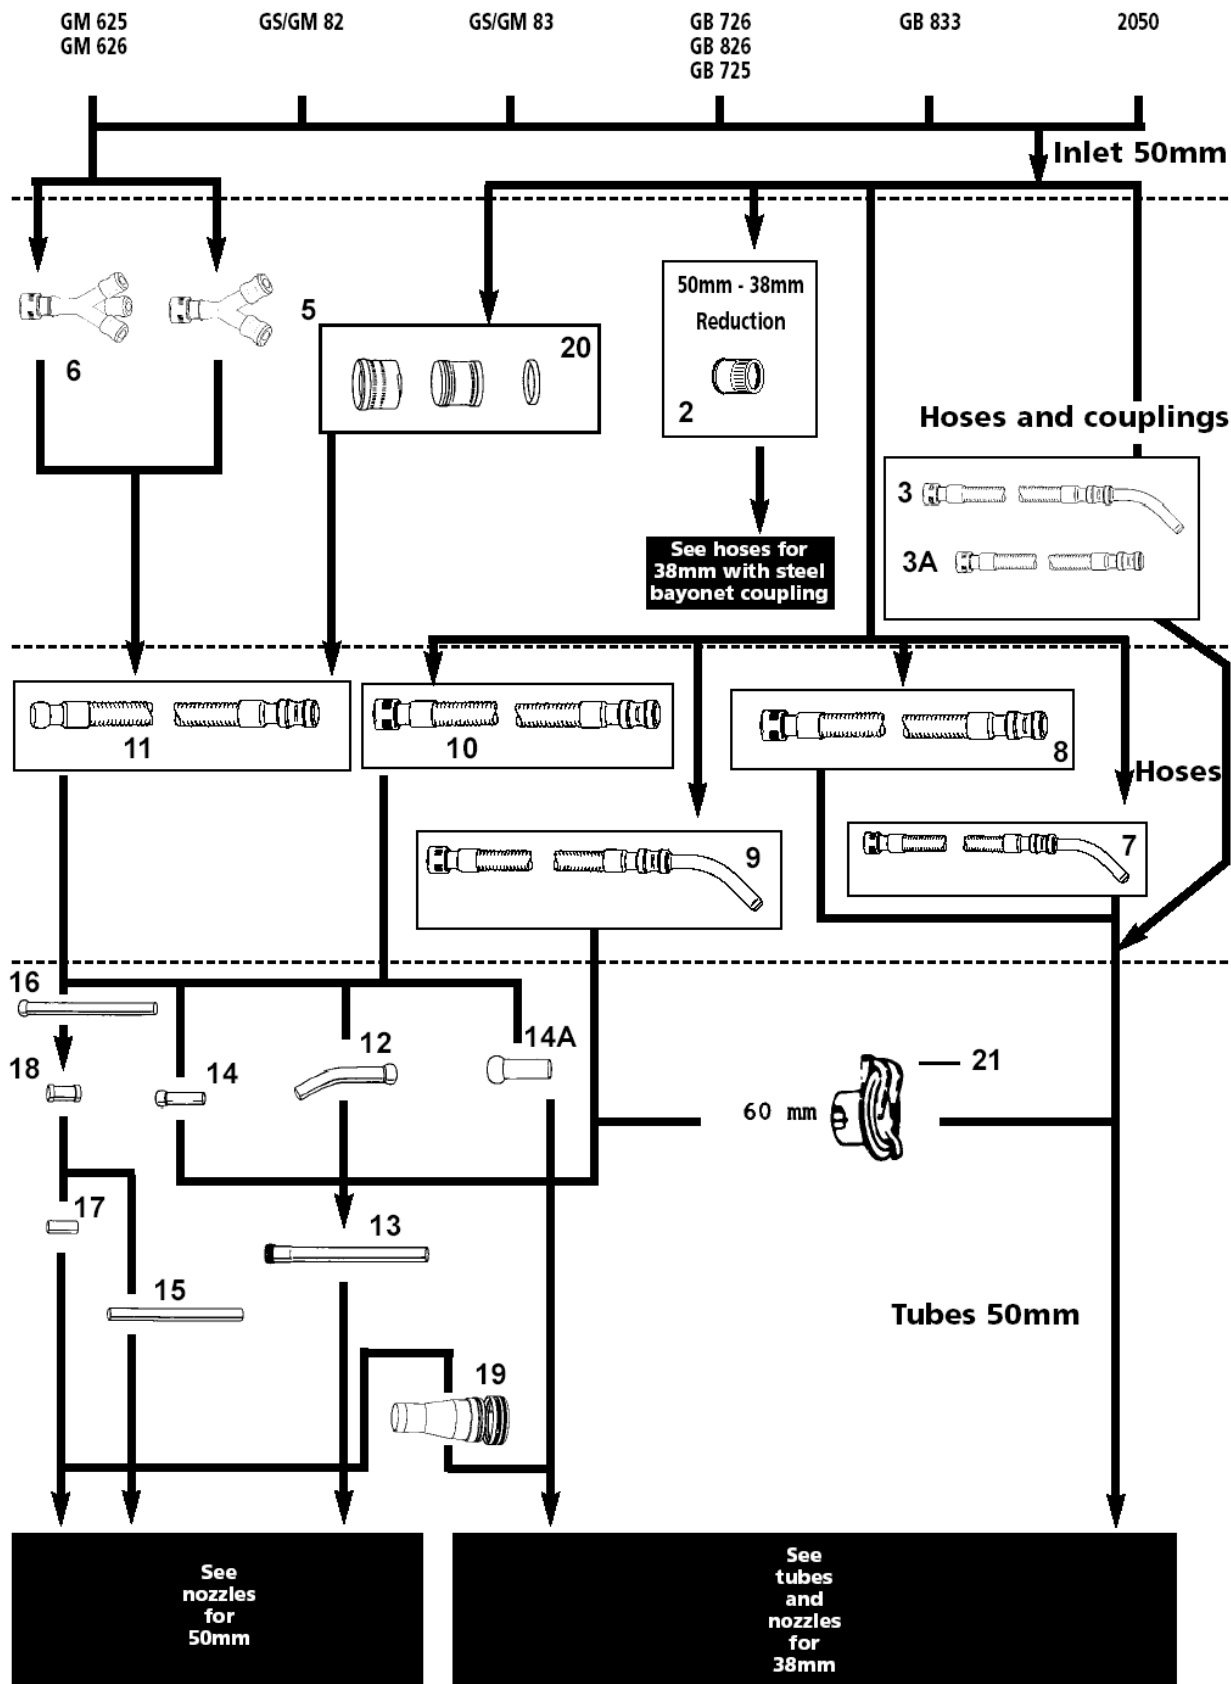 GM 625
GM 626
GS/GM 82
GS/GM 83
GB 726
GB 826
GB 725
GB 833
2050
Inlet 50mm
6
5
20
50mm - 38mm
Reduction
2
Hoses and couplings
3
3A
See hoses for
38mm with steel
bayonet coupling
11
10
8
Hoses
9
7
16
18
14
12
14A
21
60 mm
17
13
15
Tubes 50mm
19
See
nozzles
for
50mm
See
tubes
and
nozzles
for
38mm